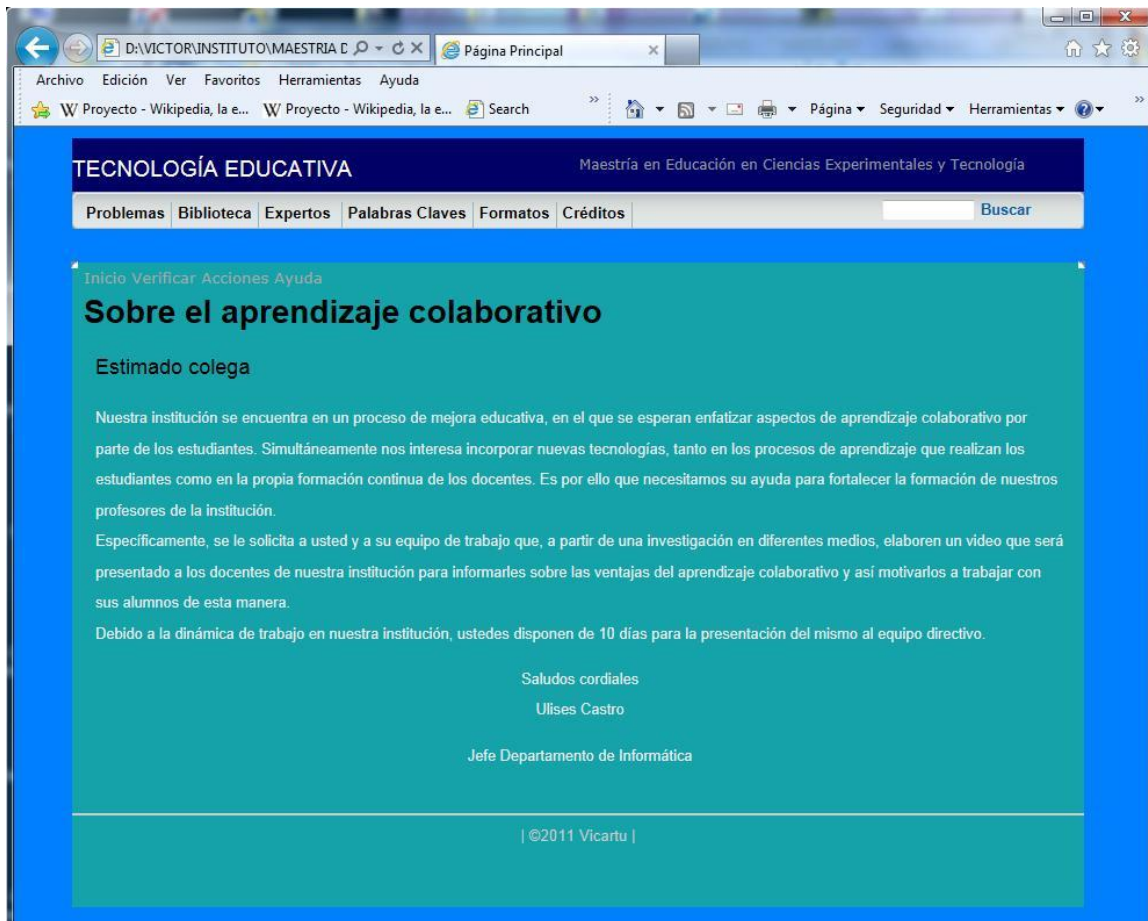 D:\VICTOR\INSTITUTO\MAESTRIA D
Página Principal
Archivo Edición Ver Favoritos Herramientas Ayuda
W Proyecto - Wikipedia, la e... W Proyecto - Wikipedia, la e... Search » Página Seguridad Herramientas »
TECNOLOGÍA EDUCATIVA
Maestría en Educación en Ciencias Experimentales y Tecnología
Problemas Biblioteca Expertos Palabras Claves Formatos Créditos Buscar
Inicio Verificar Acciones Ayuda
Sobre el aprendizaje colaborativo
Estimado colega
Nuestra institución se encuentra en un proceso de mejora educativa, en el que se esperan enfatizar aspectos de aprendizaje colaborativo por
parte de los estudiantes. Simultáneamente nos interesa incorporar nuevas tecnologías, tanto en los procesos de aprendizaje que realizan los
estudiantes como en la propia formación continua de los docentes. Es por ello que necesitamos su ayuda para fortalecer la formación de nuestros
profesores de la institución.
Específicamente, se le solicita a usted y a su equipo de trabajo que, a partir de una investigación en diferentes medios, elaboren un video que será
presentado a los docentes de nuestra institución para informarles sobre las ventajas del aprendizaje colaborativo y así motivarlos a trabajar con
sus alumnos de esta manera.
Debido a la dinámica de trabajo en nuestra institución, ustedes disponen de 10 días para la presentación del mismo al equipo directivo.
Saludos cordiales
Ulises Castro
Jefe Departamento de Informática
| ©2011 Vicartu |